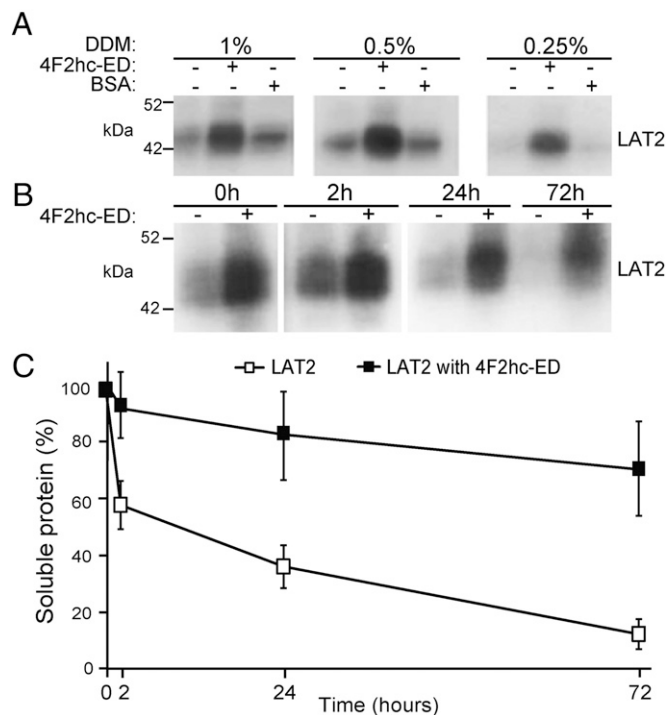 A
DDM: 1% 0.5% 0.25%
4F2hc-ED: - + - - + - - + -
BSA: - - + - - + - - +
52
kDa
42
LAT2
B
0h 2h 24h 72h
4F2hc-ED: - + - + - + - +
52
kDa
42
LAT2
C
LAT2 LAT2 with 4F2hc-ED
100
80
60
40
20
0
Soluble protein (%)
0 2 24 72
Time (hours)